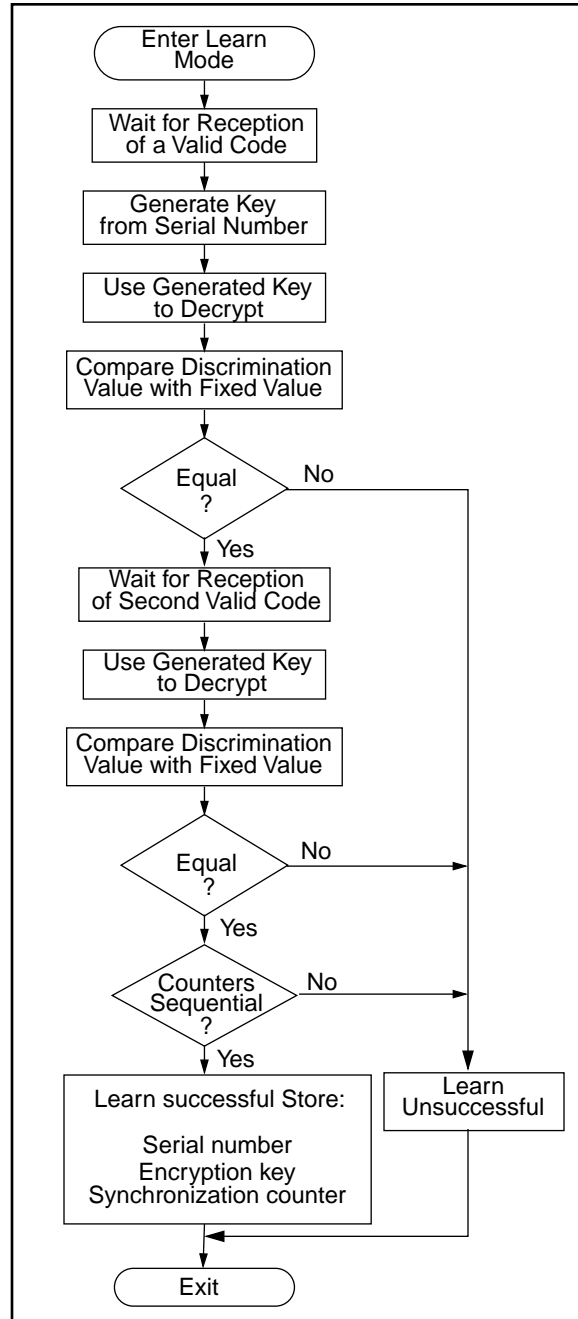 Enter Learn
Mode
Wait for Reception
of a Valid Code
Generate Key
from Serial Number
Use Generated Key
to Decrypt
Compare Discrimination
Value with Fixed Value
Equal
?
No
Yes
Wait for Reception
of Second Valid Code
Use Generated Key
to Decrypt
Compare Discrimination
Value with Fixed Value
Equal
?
No
Yes
Counters
Sequential
?
No
Yes
Learn successful Store:
Serial number
Encryption key
Synchronization counter
Learn
Unsuccessful
Exit